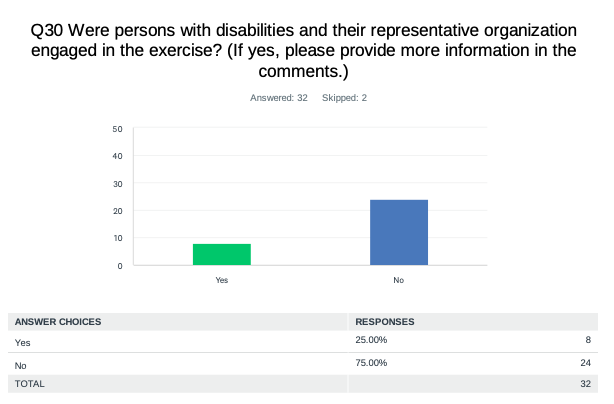 Q30 Were persons with disabilities and their representative organization
engaged in the exercise? (If yes, please provide more information in the
comments.)
Answered: 32 Skipped: 2
50
40
30
20
10
0
Yes No
ANSWER CHOICES RESPONSES
Yes 25.00% 8
No 75.00% 24
TOTAL 32